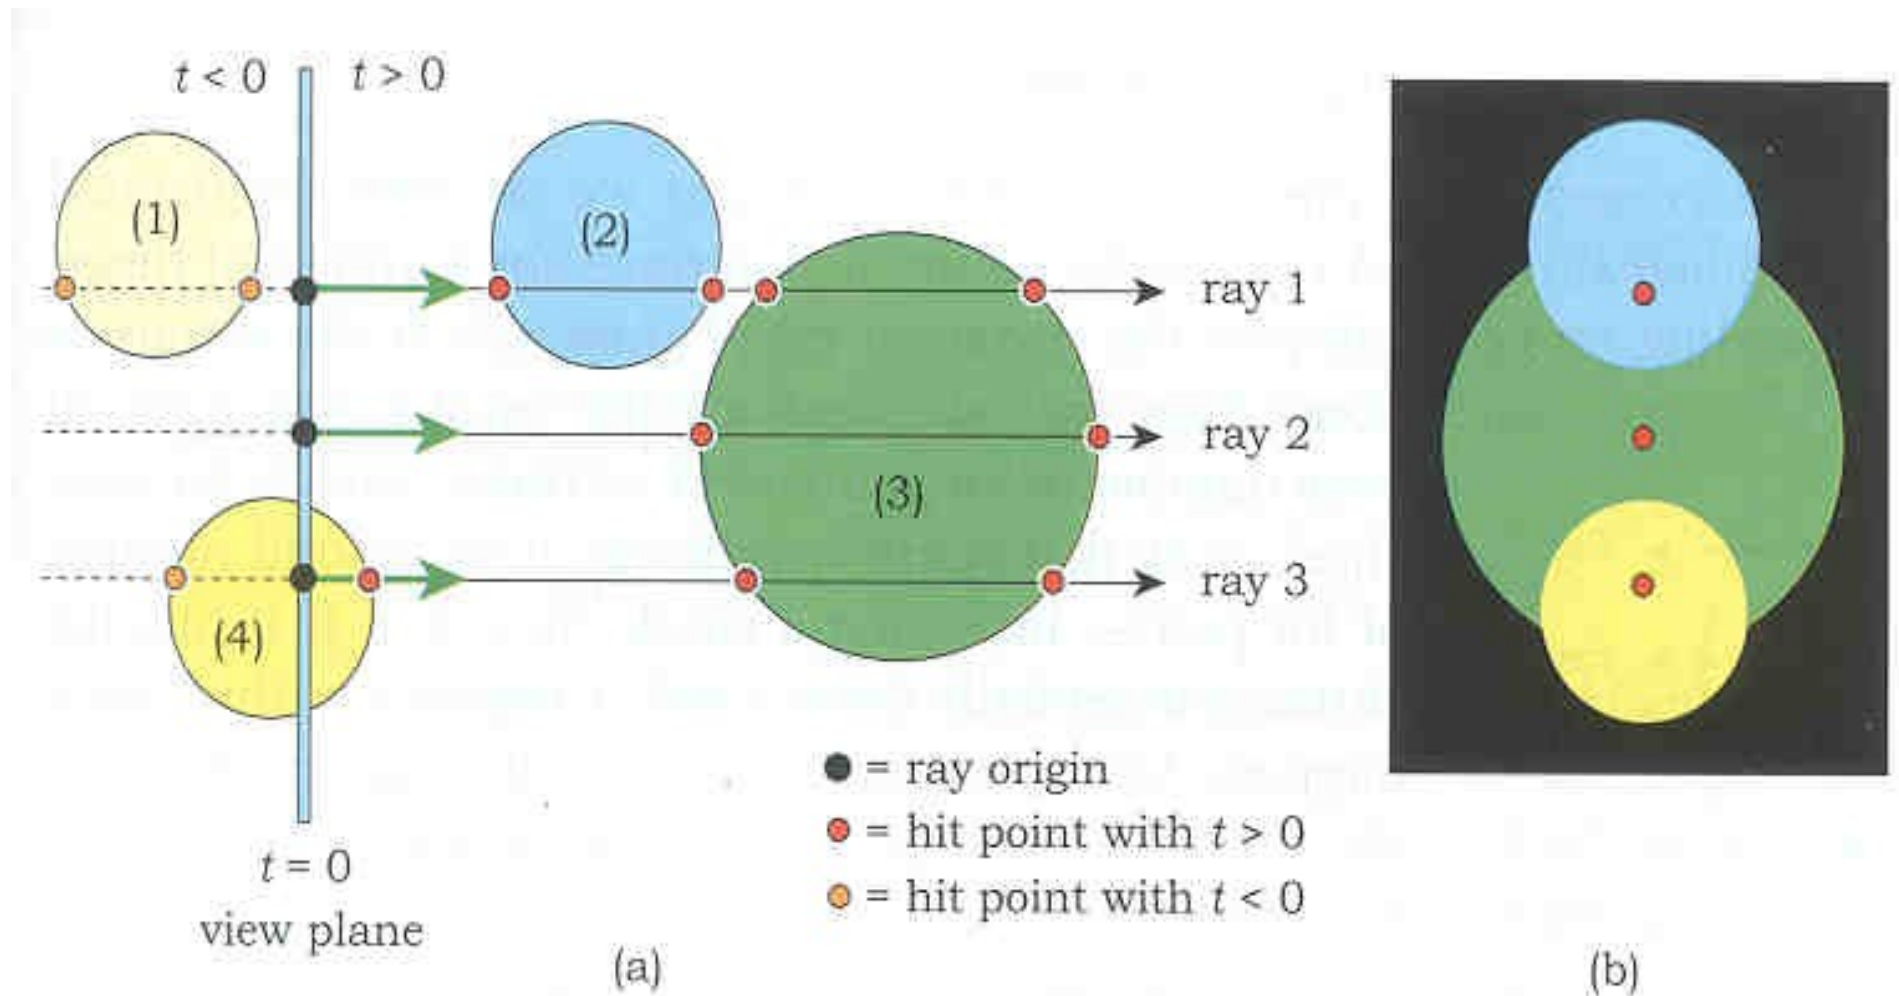 t < 0 t > 0
(1)
(2)
ray 1
ray 2
(3)
ray 3
(4)
= ray origin
= hit point with t > 0
= hit point with t < 0
t = 0
view plane
(a)
(b)